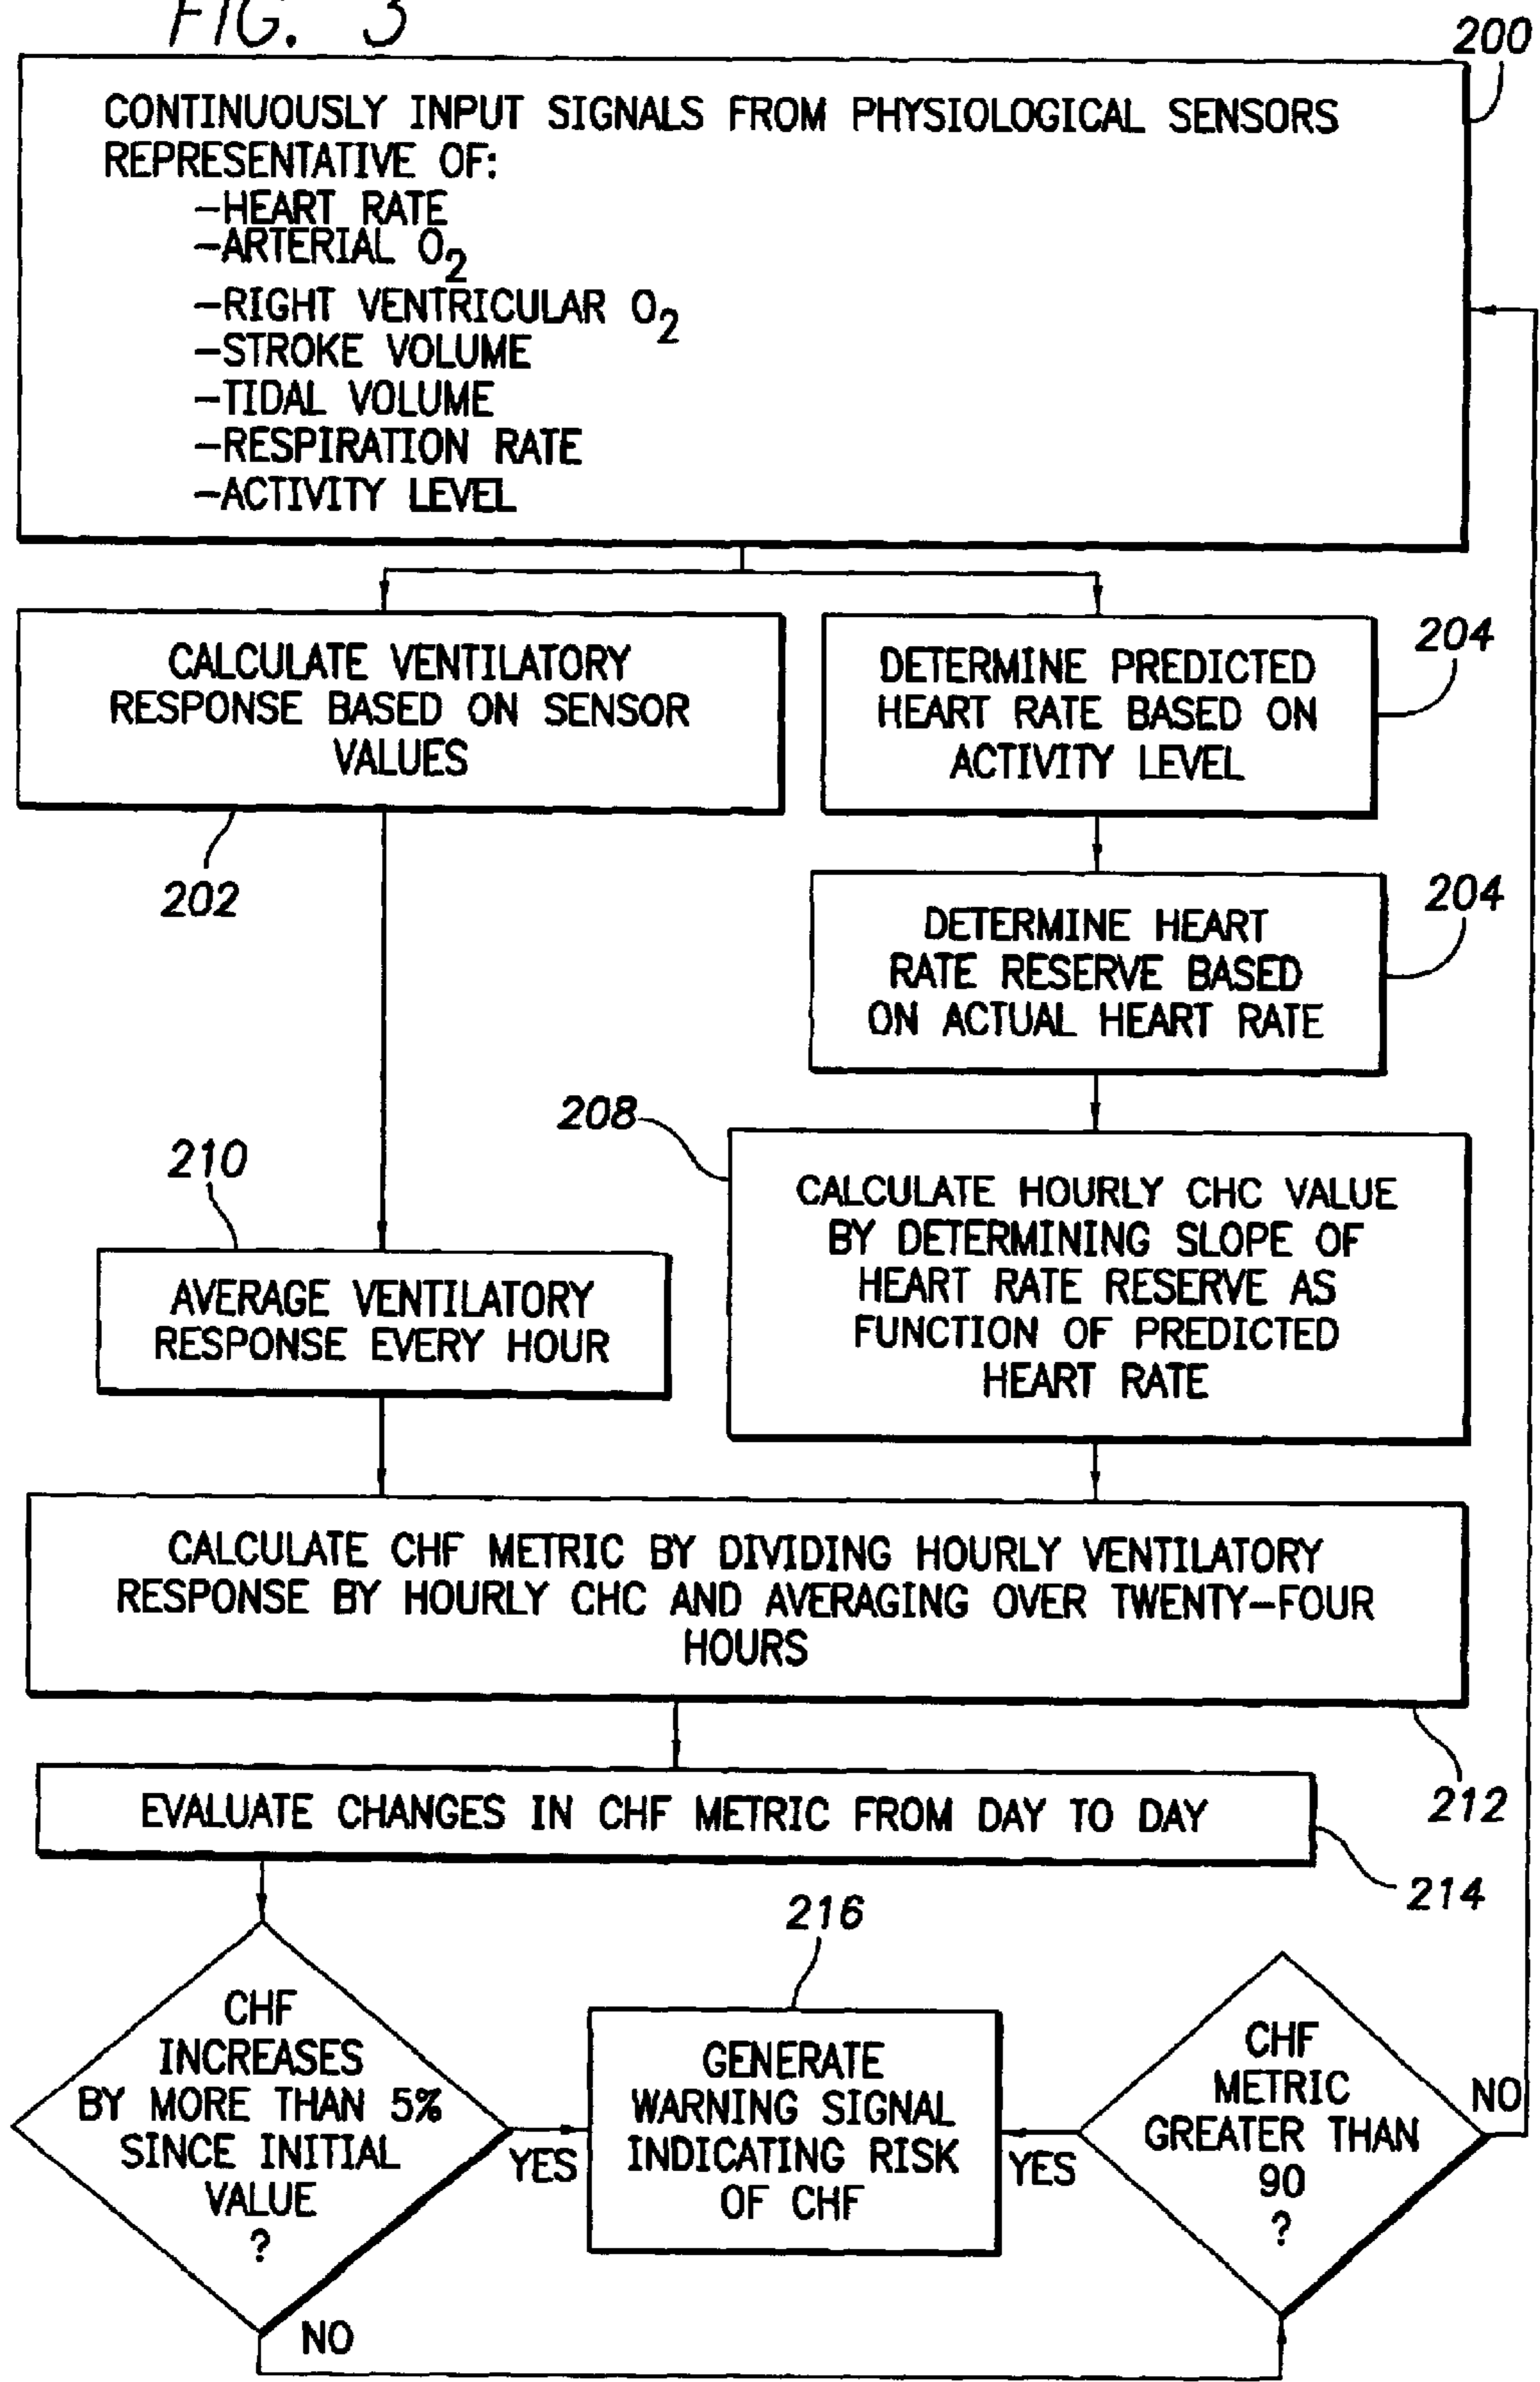 FIG. 3
200
CONTINUOUSLY INPUT SIGNALS FROM PHYSIOLOGICAL SENSORS
REPRESENTATIVE OF:
-HEART RATE
-ARTERIAL O2
-RIGHT VENTRICULAR O2
-STROKE VOLUME
-TIDAL VOLUME
-RESPIRATION RATE
-ACTIVITY LEVEL
CALCULATE VENTILATORY
RESPONSE BASED ON SENSOR
VALUES
202
DETERMINE PREDICTED
HEART RATE BASED ON
ACTIVITY LEVEL
204
DETERMINE HEART
RATE RESERVE BASED
ON ACTUAL HEART RATE
204
208
CALCULATE HOURLY CHC VALUE
BY DETERMINING SLOPE OF
HEART RATE RESERVE AS
FUNCTION OF PREDICTED
HEART RATE
210
AVERAGE VENTILATORY
RESPONSE EVERY HOUR
CALCULATE CHF METRIC BY DIVIDING HOURLY VENTILATORY
RESPONSE BY HOURLY CHC AND AVERAGING OVER TWENTY-FOUR
HOURS
212
EVALUATE CHANGES IN CHF METRIC FROM DAY TO DAY
214
CHF
INCREASES
BY MORE THAN 5%
SINCE INITIAL
VALUE
?
YES
NO
216
GENERATE
WARNING SIGNAL
INDICATING RISK
OF CHF
YES
CHF
METRIC
GREATER THAN
90
?
NO